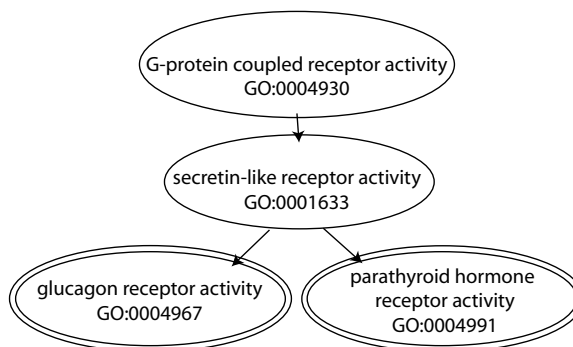 G-protein coupled receptor activity
GO:0004930
secretin-like receptor activity
GO:0001633
glucagon receptor activity
GO:0004967
parathyroid hormone
receptor activity
GO:0004991